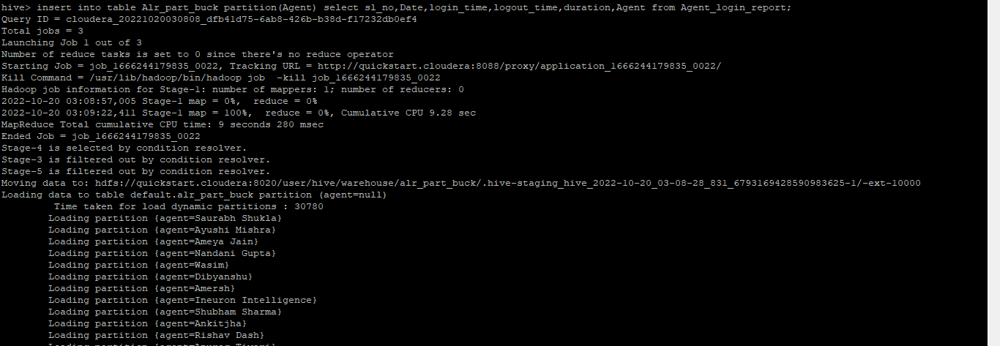 hive> insert into table Alr_part_buck partition(Agent) select sl_no,Date,login_time,logout_time,duration,Agent from Agent_login_report;
Query ID = cloudera_20221020030808_dfb41d75-6ab8-426b-b38d-f17232db0ef4
Total jobs = 3
Launching Job 1 out of 3
Number of reduce tasks is set to 0 since there's no reduce operator
Starting Job = job_1666244179835_0022, Tracking URL = http://quickstart.cloudera:8088/proxy/application_1666244179835_0022/
Kill Command = /usr/lib/hadoop/bin/hadoop job  -kill job_1666244179835_0022
Hadoop job information for Stage-1: number of mappers: 1; number of reducers: 0
2022-10-20 03:08:57,005 Stage-1 map = 0%,  reduce = 0%
2022-10-20 03:09:22,411 Stage-1 map = 100%,  reduce = 0%, Cumulative CPU 9.28 sec
MapReduce Total cumulative CPU time: 9 seconds 280 msec
Ended Job = job_1666244179835_0022
Stage-4 is selected by condition resolver.
Stage-3 is filtered out by condition resolver.
Stage-5 is filtered out by condition resolver.
Moving data to: hdfs://quickstart.cloudera:8020/user/hive/warehouse/alr_part_buck/.hive-staging_hive_2022-10-20_03-08-28_831_6793169428590983625-1/-ext-10000
Loading data to table default.alr_part_buck partition (agent=null)
Time taken for load dynamic partitions : 30780
Loading partition {agent=Saurabh Shukla}
Loading partition {agent=Ayushi Mishra}
Loading partition {agent=Ameya Jain}
Loading partition {agent=Nandani Gupta}
Loading partition {agent=Wasim}
Loading partition {agent=Dibyanshu}
Loading partition {agent=Amersh}
Loading partition {agent=Ineuron Intelligence}
Loading partition {agent=Shubham Sharma}
Loading partition {agent=Ankitjha}
Loading partition {agent=Rishav Dash}